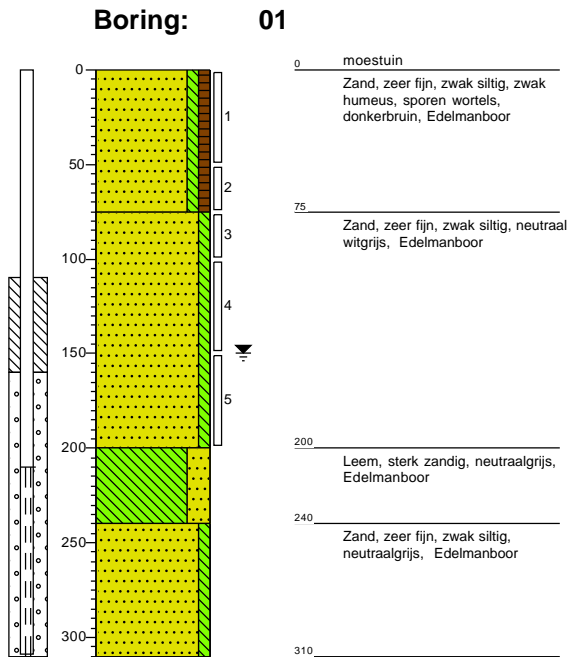 Boring: 01
0
50
100
150
200
250
300
1
2
3
4
5
0 moestuin
Zand, zeer fijn, zwak siltig, zwak
humeus, sporen wortels,
donkerbruin, Edelmanboor
75
Zand, zeer fijn, zwak siltig, neutraal
witgrijs, Edelmanboor
200
Leem, sterk zandig, neutraalgrijs,
Edelmanboor
240
Zand, zeer fijn, zwak siltig,
neutraalgrijs, Edelmanboor
310